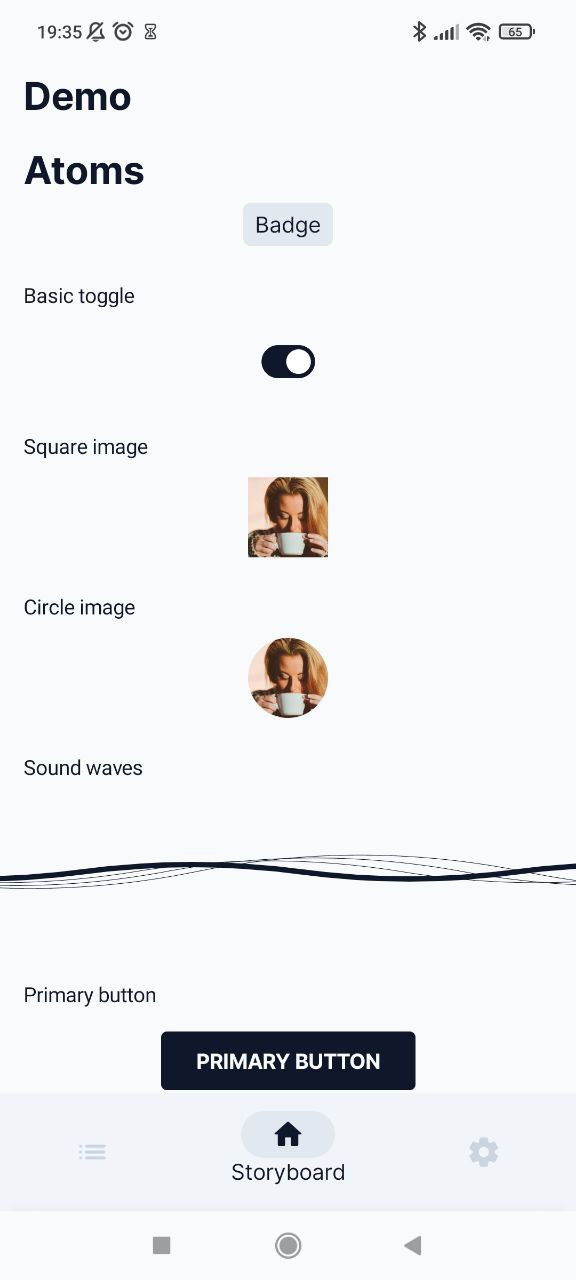 19:35
65
Demo
Atoms
Badge
Basic toggle
Square image
Circle image
Sound waves
Primary button
PRIMARY BUTTON
Storyboard